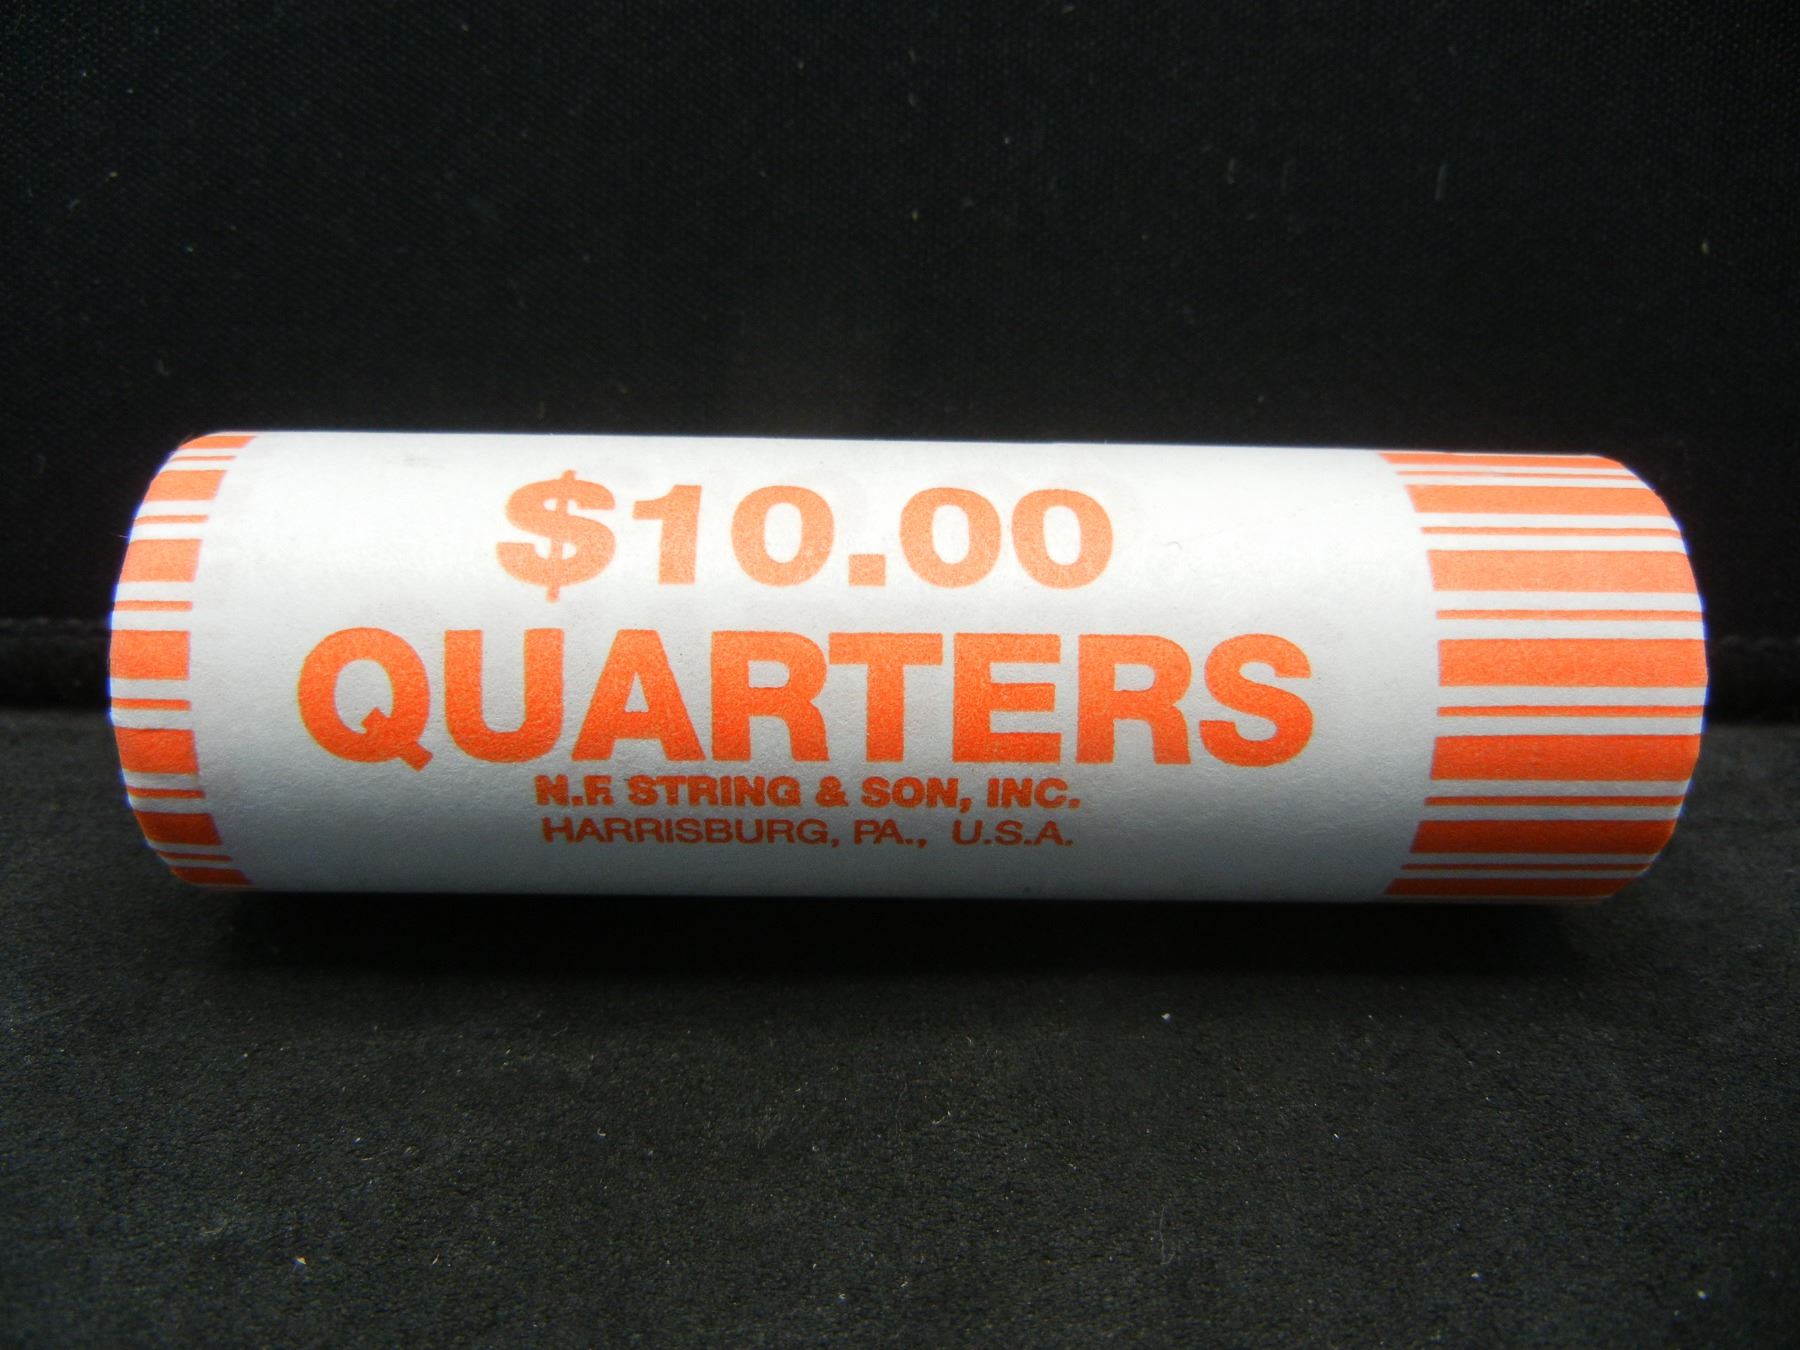 $10.00
QUARTERS
N.F. STRING & SON, INC.
HARRISBURG, PA., U.S.A.